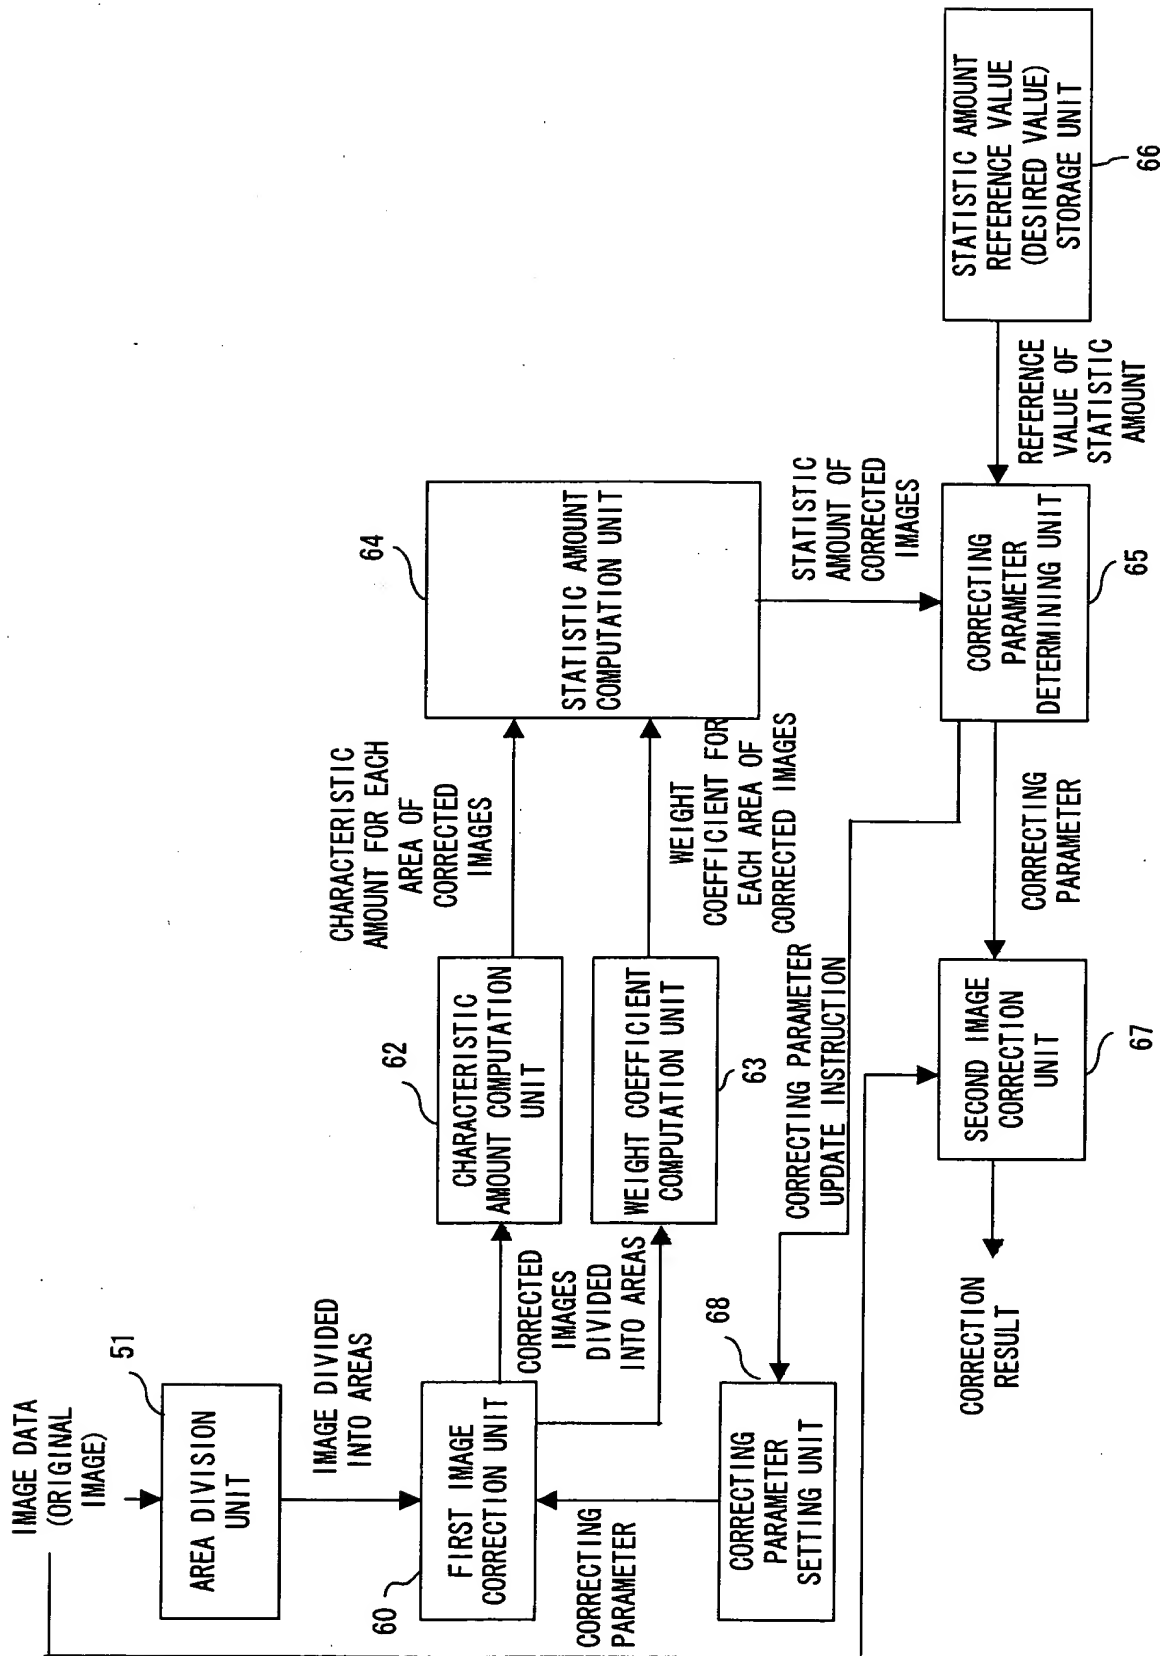 IMAGE DATA
(ORIGINAL
IMAGE)
51
AREA DIVISION
UNIT
IMAGE DIVIDED
INTO AREAS
60
FIRST IMAGE
CORRECTION UNIT
CORRECTED
IMAGES
DIVIDED
INTO AREAS
CORRECTING
PARAMETER
68
CORRECTING
PARAMETER
SETTING UNIT
62
CHARACTERISTIC
AMOUNT COMPUTATION
UNIT
WEIGHT COEFFICIENT
COMPUTATION UNIT
63
CHARACTERISTIC
AMOUNT FOR EACH
AREA OF
CORRECTED
IMAGES
WEIGHT
COEFFICIENT FOR
EACH AREA OF
CORRECTED IMAGES
64
STATISTIC AMOUNT
COMPUTATION UNIT
STATISTIC
AMOUNT OF
CORRECTED
IMAGES
CORRECTING PARAMETER
UPDATE INSTRUCTION
CORRECTING
PARAMETER
DETERMINING UNIT
65
REFERENCE
VALUE OF
STATISTIC
AMOUNT
STATISTIC AMOUNT
REFERENCE VALUE
(DESIRED VALUE)
STORAGE UNIT
66
CORRECTING
PARAMETER
SECOND IMAGE
CORRECTION
UNIT
67
CORRECTION
RESULT